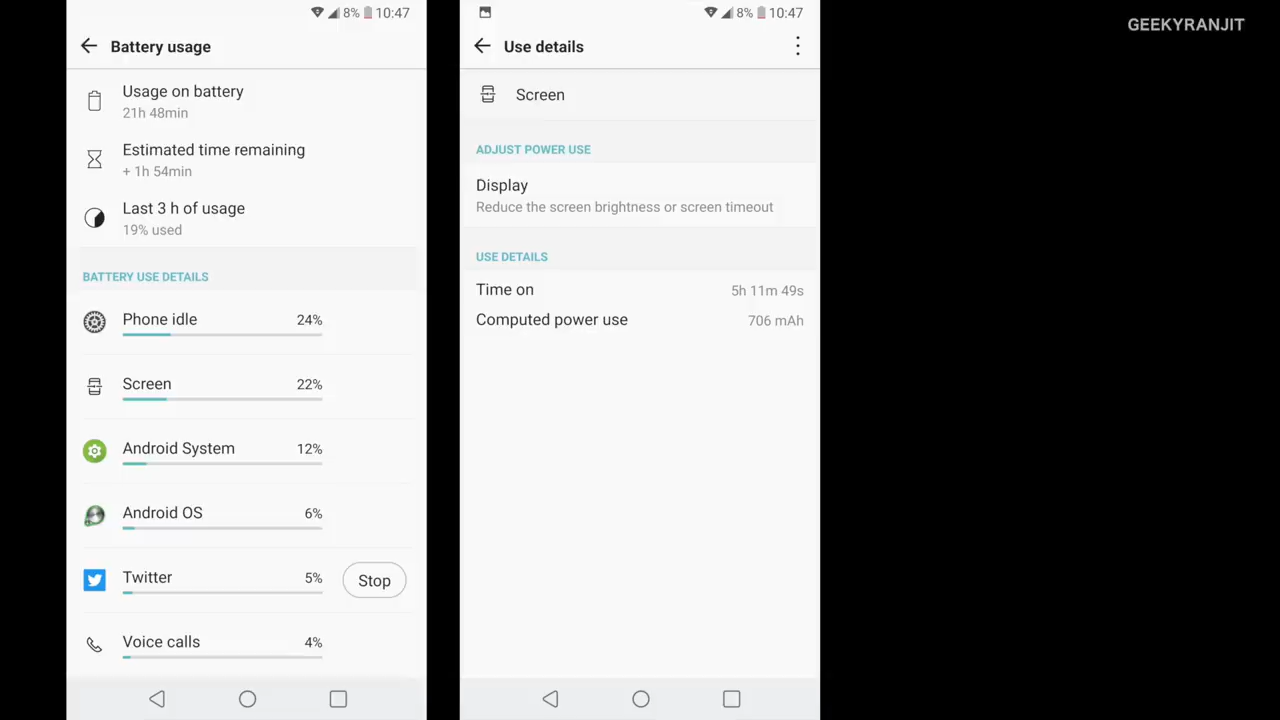 8% 10:47
Battery usage
Usage on battery
21h 48min
Estimated time remaining
+ 1h 54min
Last 3 h of usage
19% used
BATTERY USE DETAILS
Phone idle 24%
Screen 22%
Android System 12%
Android OS 6%
Twitter 5% Stop
Voice calls 4%
8% 10:47
Use details
Screen
ADJUST POWER USE
Display
Reduce the screen brightness or screen timeout
USE DETAILS
Time on 5h 11m 49s
Computed power use 706 mAh
GEEKYRANJIT